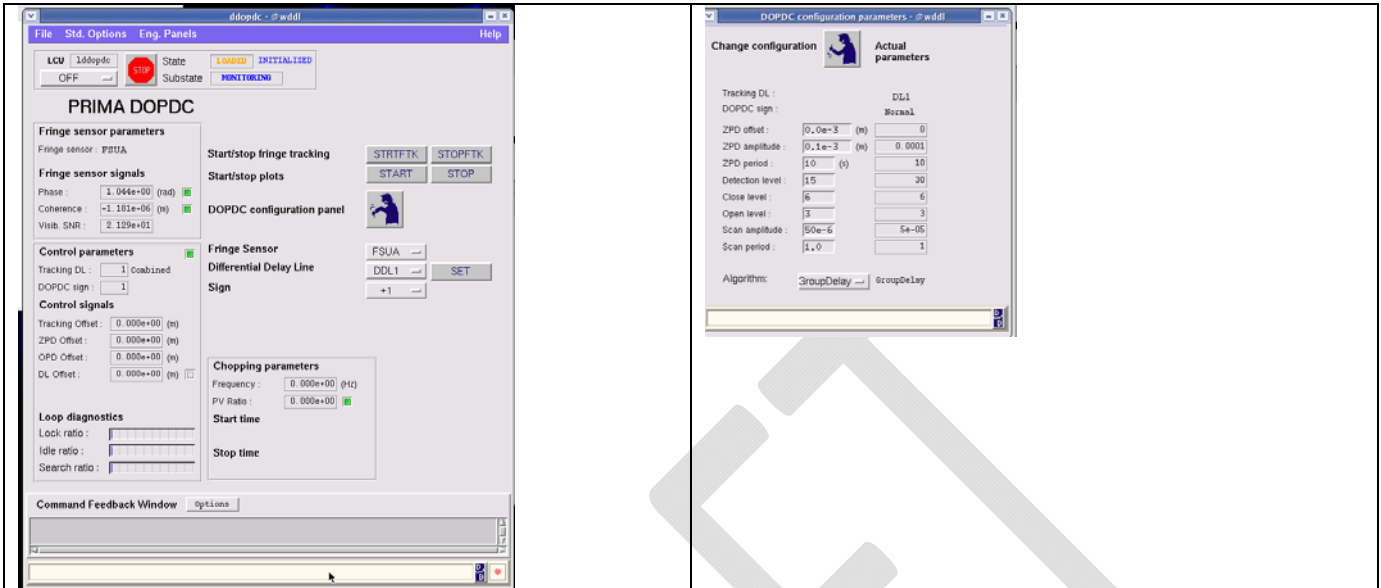 ddopdc - @wddl
File Std. Options Eng. Panels Help
LCU lddopdc STOP State LOADED INITIALIZED
OFF Substate MONITORING
PRIMA DOPDC
Fringe sensor parameters
Fringe sensor : FSUA
Fringe sensor signals
Phase : 1.044e+00 (rad)
Coherence : -1.181e-06 (m)
Visib. SNR : 2.129e+01
Start/stop fringe tracking STRTFTK STOPFTK
Start/stop plots START STOP
DOPDC configuration panel
Control parameters
Tracking DL : 1 Combined
DOPDC sign : 1
Control signals
Tracking Offset : 0.000e+00 (m)
ZPD Offset : 0.000e+00 (m)
OPD Offset : 0.000e+00 (m)
DL Offset : 0.000e+00 (m)
Fringe Sensor FSUA
Differential Delay Line DDL1 SET
Sign +1
Loop diagnostics
Lock ratio :
Idle ratio :
Search ratio :
Chopping parameters
Frequency : 0.000e+00 (Hz)
PV Ratio : 0.000e+00
Start time
Stop time
Command Feedback Window Options
DOPDC configuration parameters - @wddl
Change configuration Actual parameters
Tracking DL : DL1
DOPDC sign : Normal
ZPD offset : 0.0e-3 (m) 0
ZPD amplitude : 0.1e-3 (m) 0.0001
ZPD period : 10 (s) 10
Detection level : 15 30
Close level : 6 6
Open level : 3 3
Scan amplitude : 50e-6 5e-05
Scan period : 1.0 1
Algorithm: GroupDelay GroupDelay